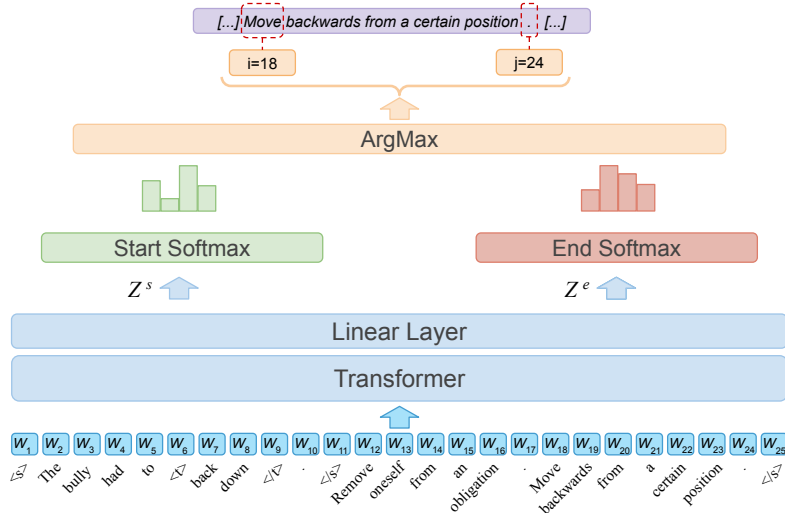 [...] Move backwards from a certain position . [...]
i=18 j=24
ArgMax
Start Softmax End Softmax
Z s Z e
Linear Layer
Transformer
W1 W2 W3 W4 W5 W6 W7 W8 W9 W10 W11 W12 W13 W14 W15 W16 W17 W18 W19 W20 W21 W22 W23 W24 W25
<s> The bully had to <t> back down </t> . </s> Remove oneself from an obligation . Move backwards from a certain position . </s>